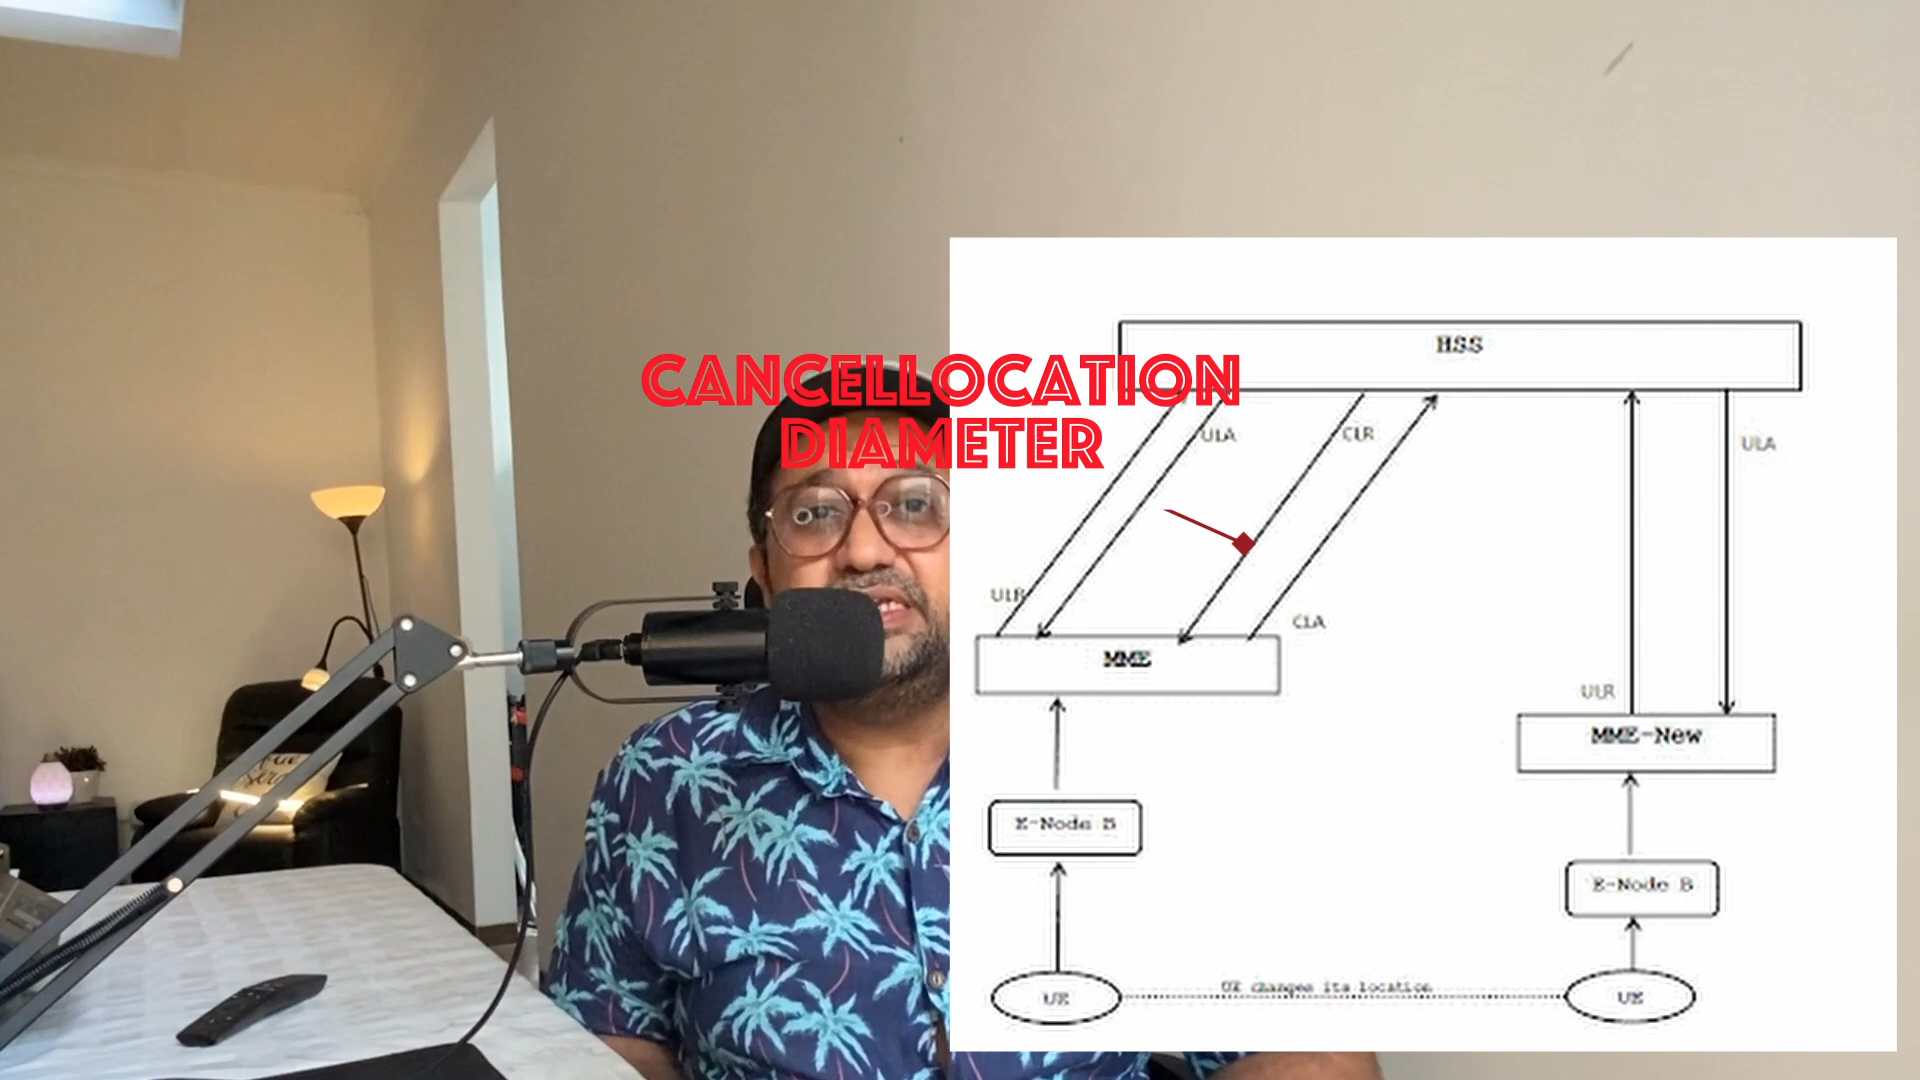 HSS
CANCELLOCATION
DIAMETER
ULA
CLR
ULA
ULR
CLA
MME
ULR
MME-New
E-Node B
E-Node B
UE changes its location
UE
UE